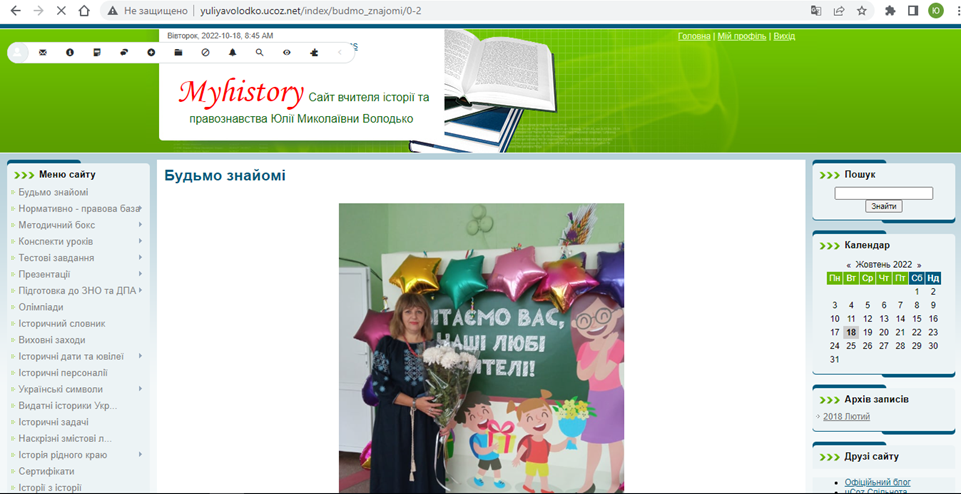 Не защищено | yuliyavolodko.ucoz.net/index/budmo_znajomi/0-2
Ю
Вівторок, 2022-10-18, 8:45 AM
Головна | Мій профіль | Вихід
Myhistory Сайт вчителя історії та
правознавства Юлії Миколаївни Володько
Меню сайту
Будьмо знайомі
Нормативно - правова база
Методичний бокс
Конспекти уроків
Тестові завдання
Презентації
Підготовка до ЗНО та ДПА
Олімпіади
Історичний словник
Виховні заходи
Історичні дати та ювілеї
Історичні персоналії
Українські символи
Видатні історики Укр...
Історичні задачі
Наскрізні змістові л...
Історія рідного краю
Сертифікати
Історії з історії
Будьмо знайомі
ІТАЄМО ВАС,
НАШІ ЛЮБІ
ИТЕЛІ!
Пошук
Знайти
Календар
« Жовтень 2022 »
Пн Вт Ср Чт Пт Сб Нд
1 2
3 4 5 6 7 8 9
10 11 12 13 14 15 16
17 18 19 20 21 22 23
24 25 26 27 28 29 30
31
Архів записів
2018 Лютий
Друзі сайту
Офіційний блог
uCoz Спільнота